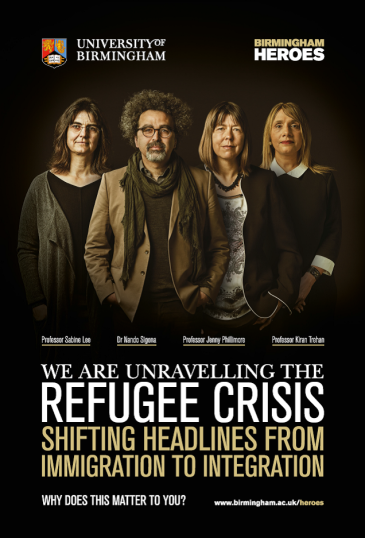 UNIVERSITY OF
BIRMINGHAM
BIRMINGHAM
HEROES
Professor Sabine Lee
Dr Nando Sigona
Professor Jenny Phillimore
Professor Kiran Trehan
WE ARE UNRAVELLING THE
REFUGEE CRISIS
SHIFTING HEADLINES FROM
IMMIGRATION TO INTEGRATION
WHY DOES THIS MATTER TO YOU?
www.birmingham.ac.uk/heroes